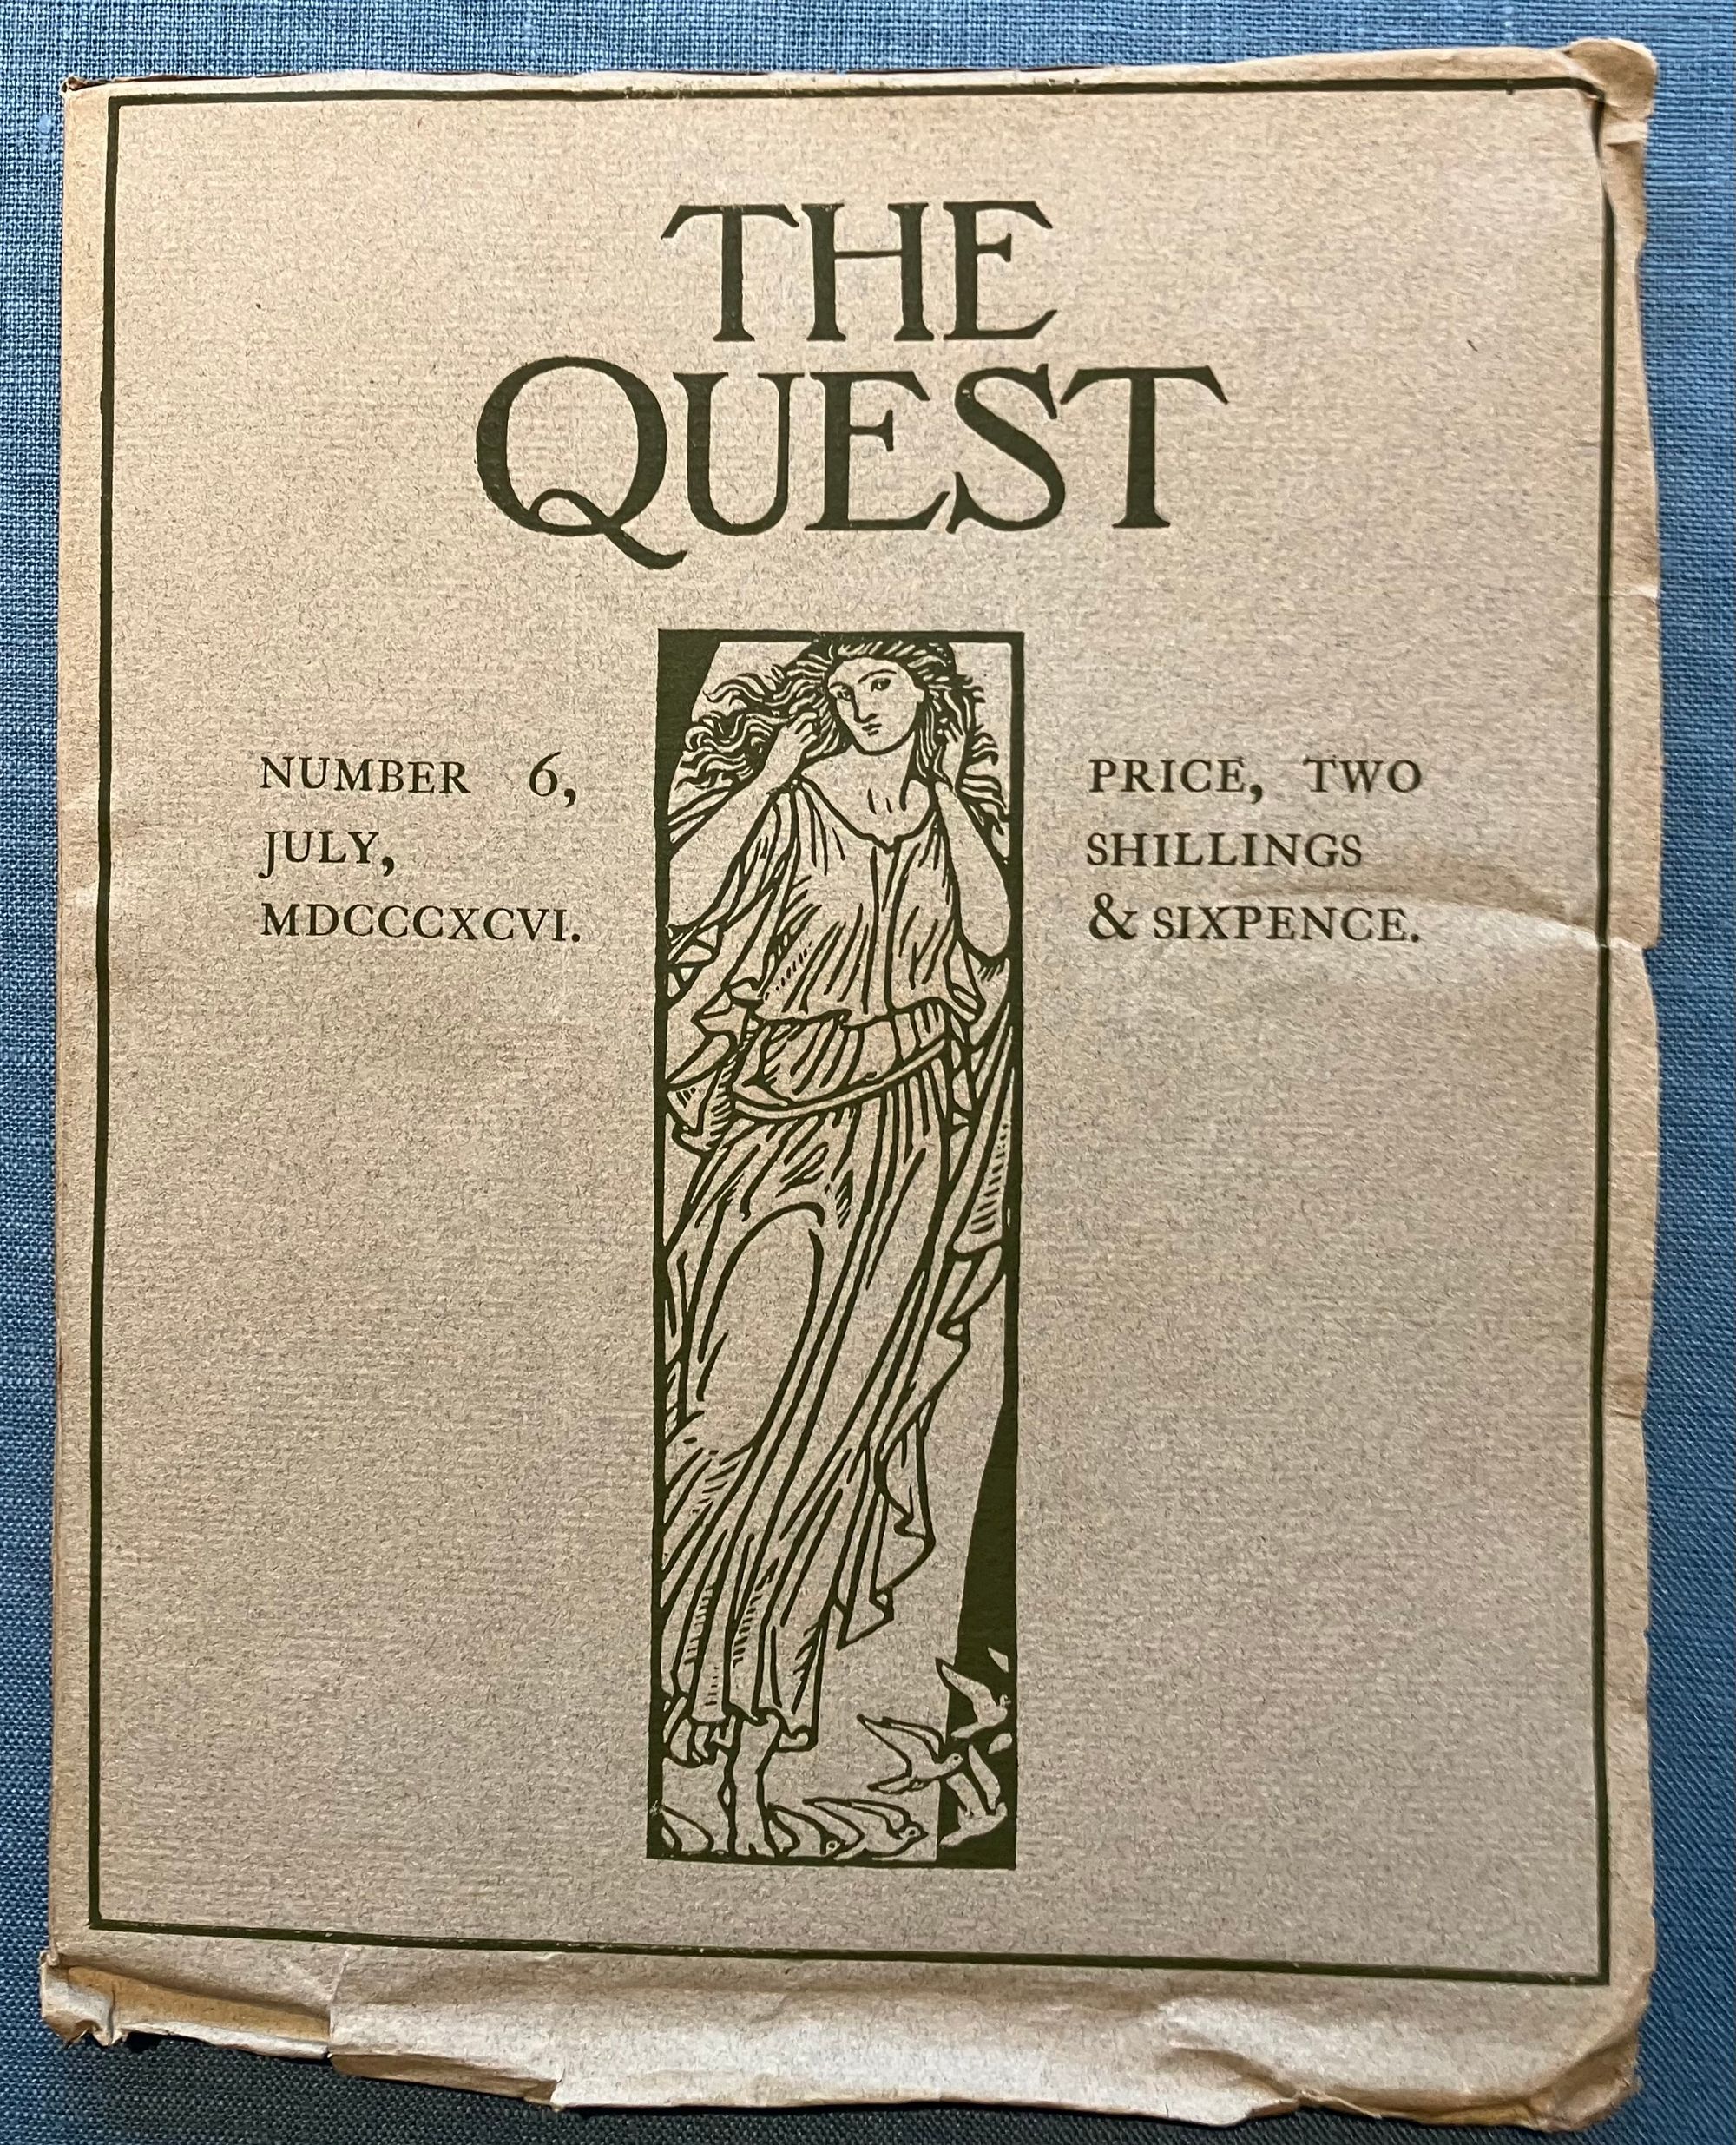 THE
QUEST
NUMBER 6,
JULY,
MDCCCXCVI.
PRICE, TWO
SHILLINGS
& SIXPENCE.